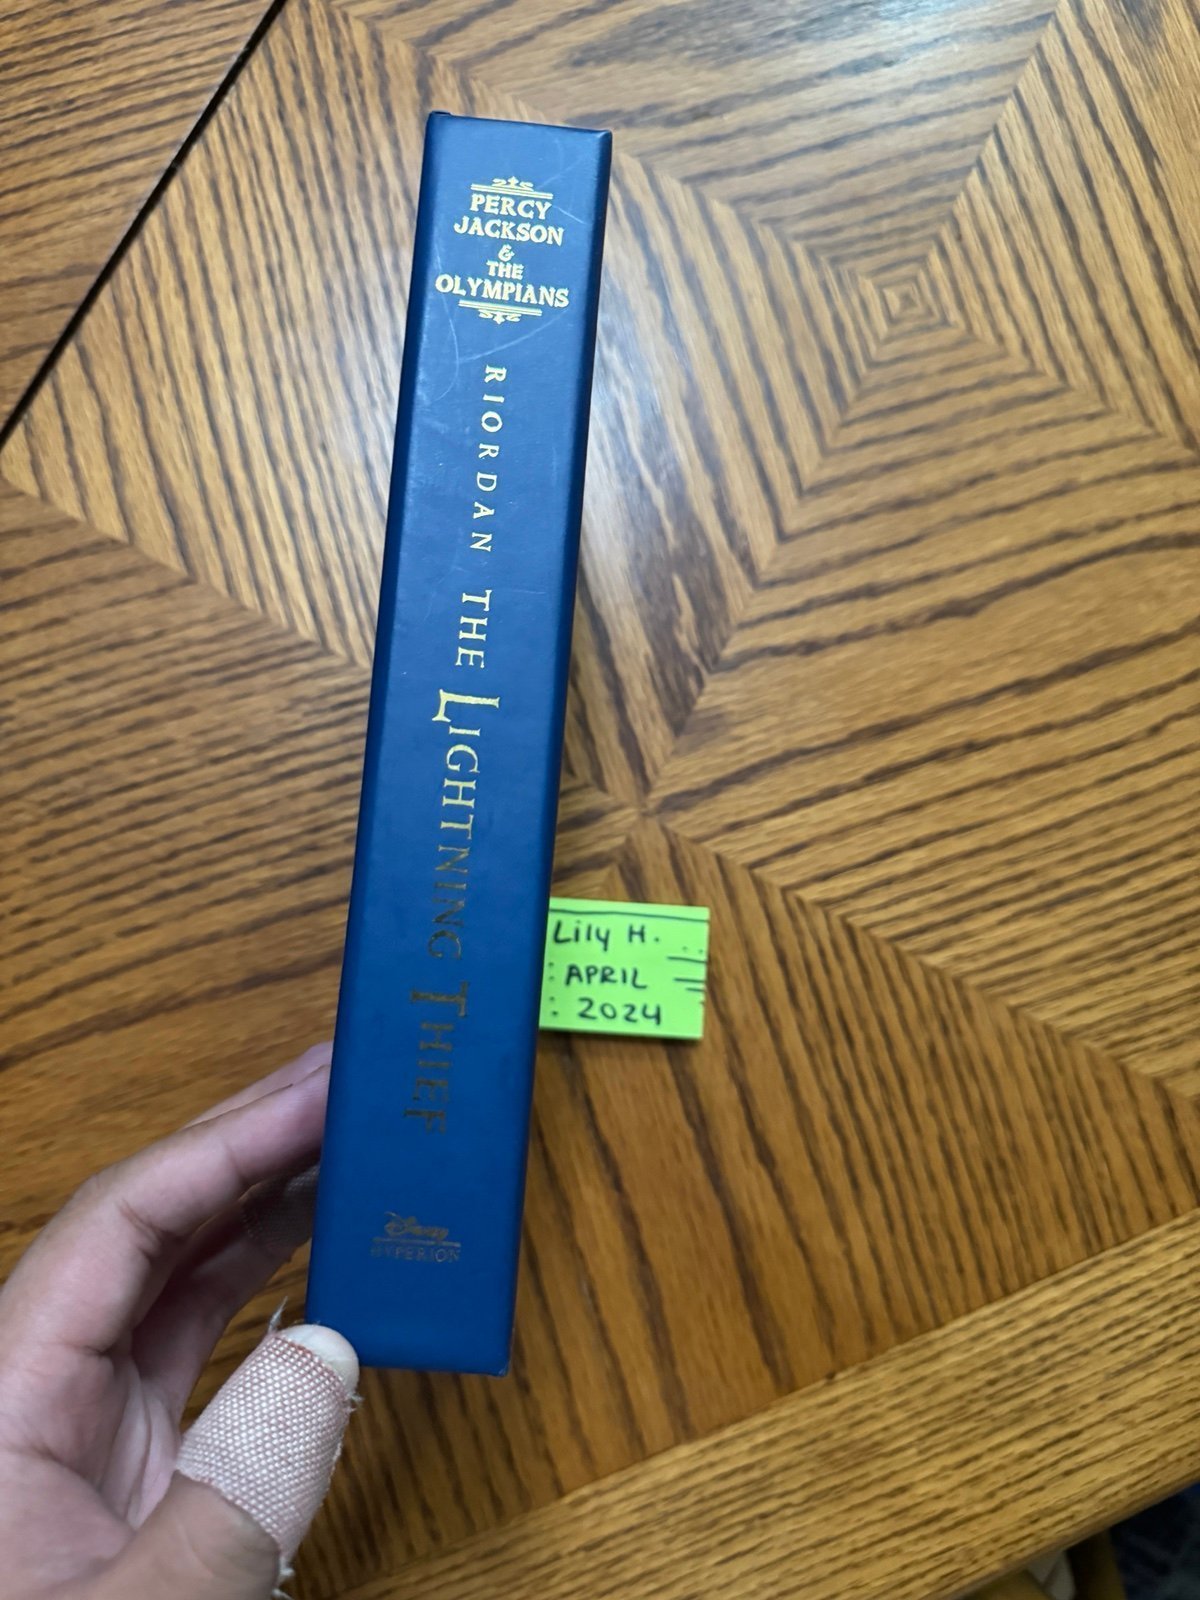 PERCY
JACKSON
&
THE
OLYMPIANS
RIORDAN THE LIGHTNING THIEF
Disney
HYPERION
Lily H.
APRIL
2024